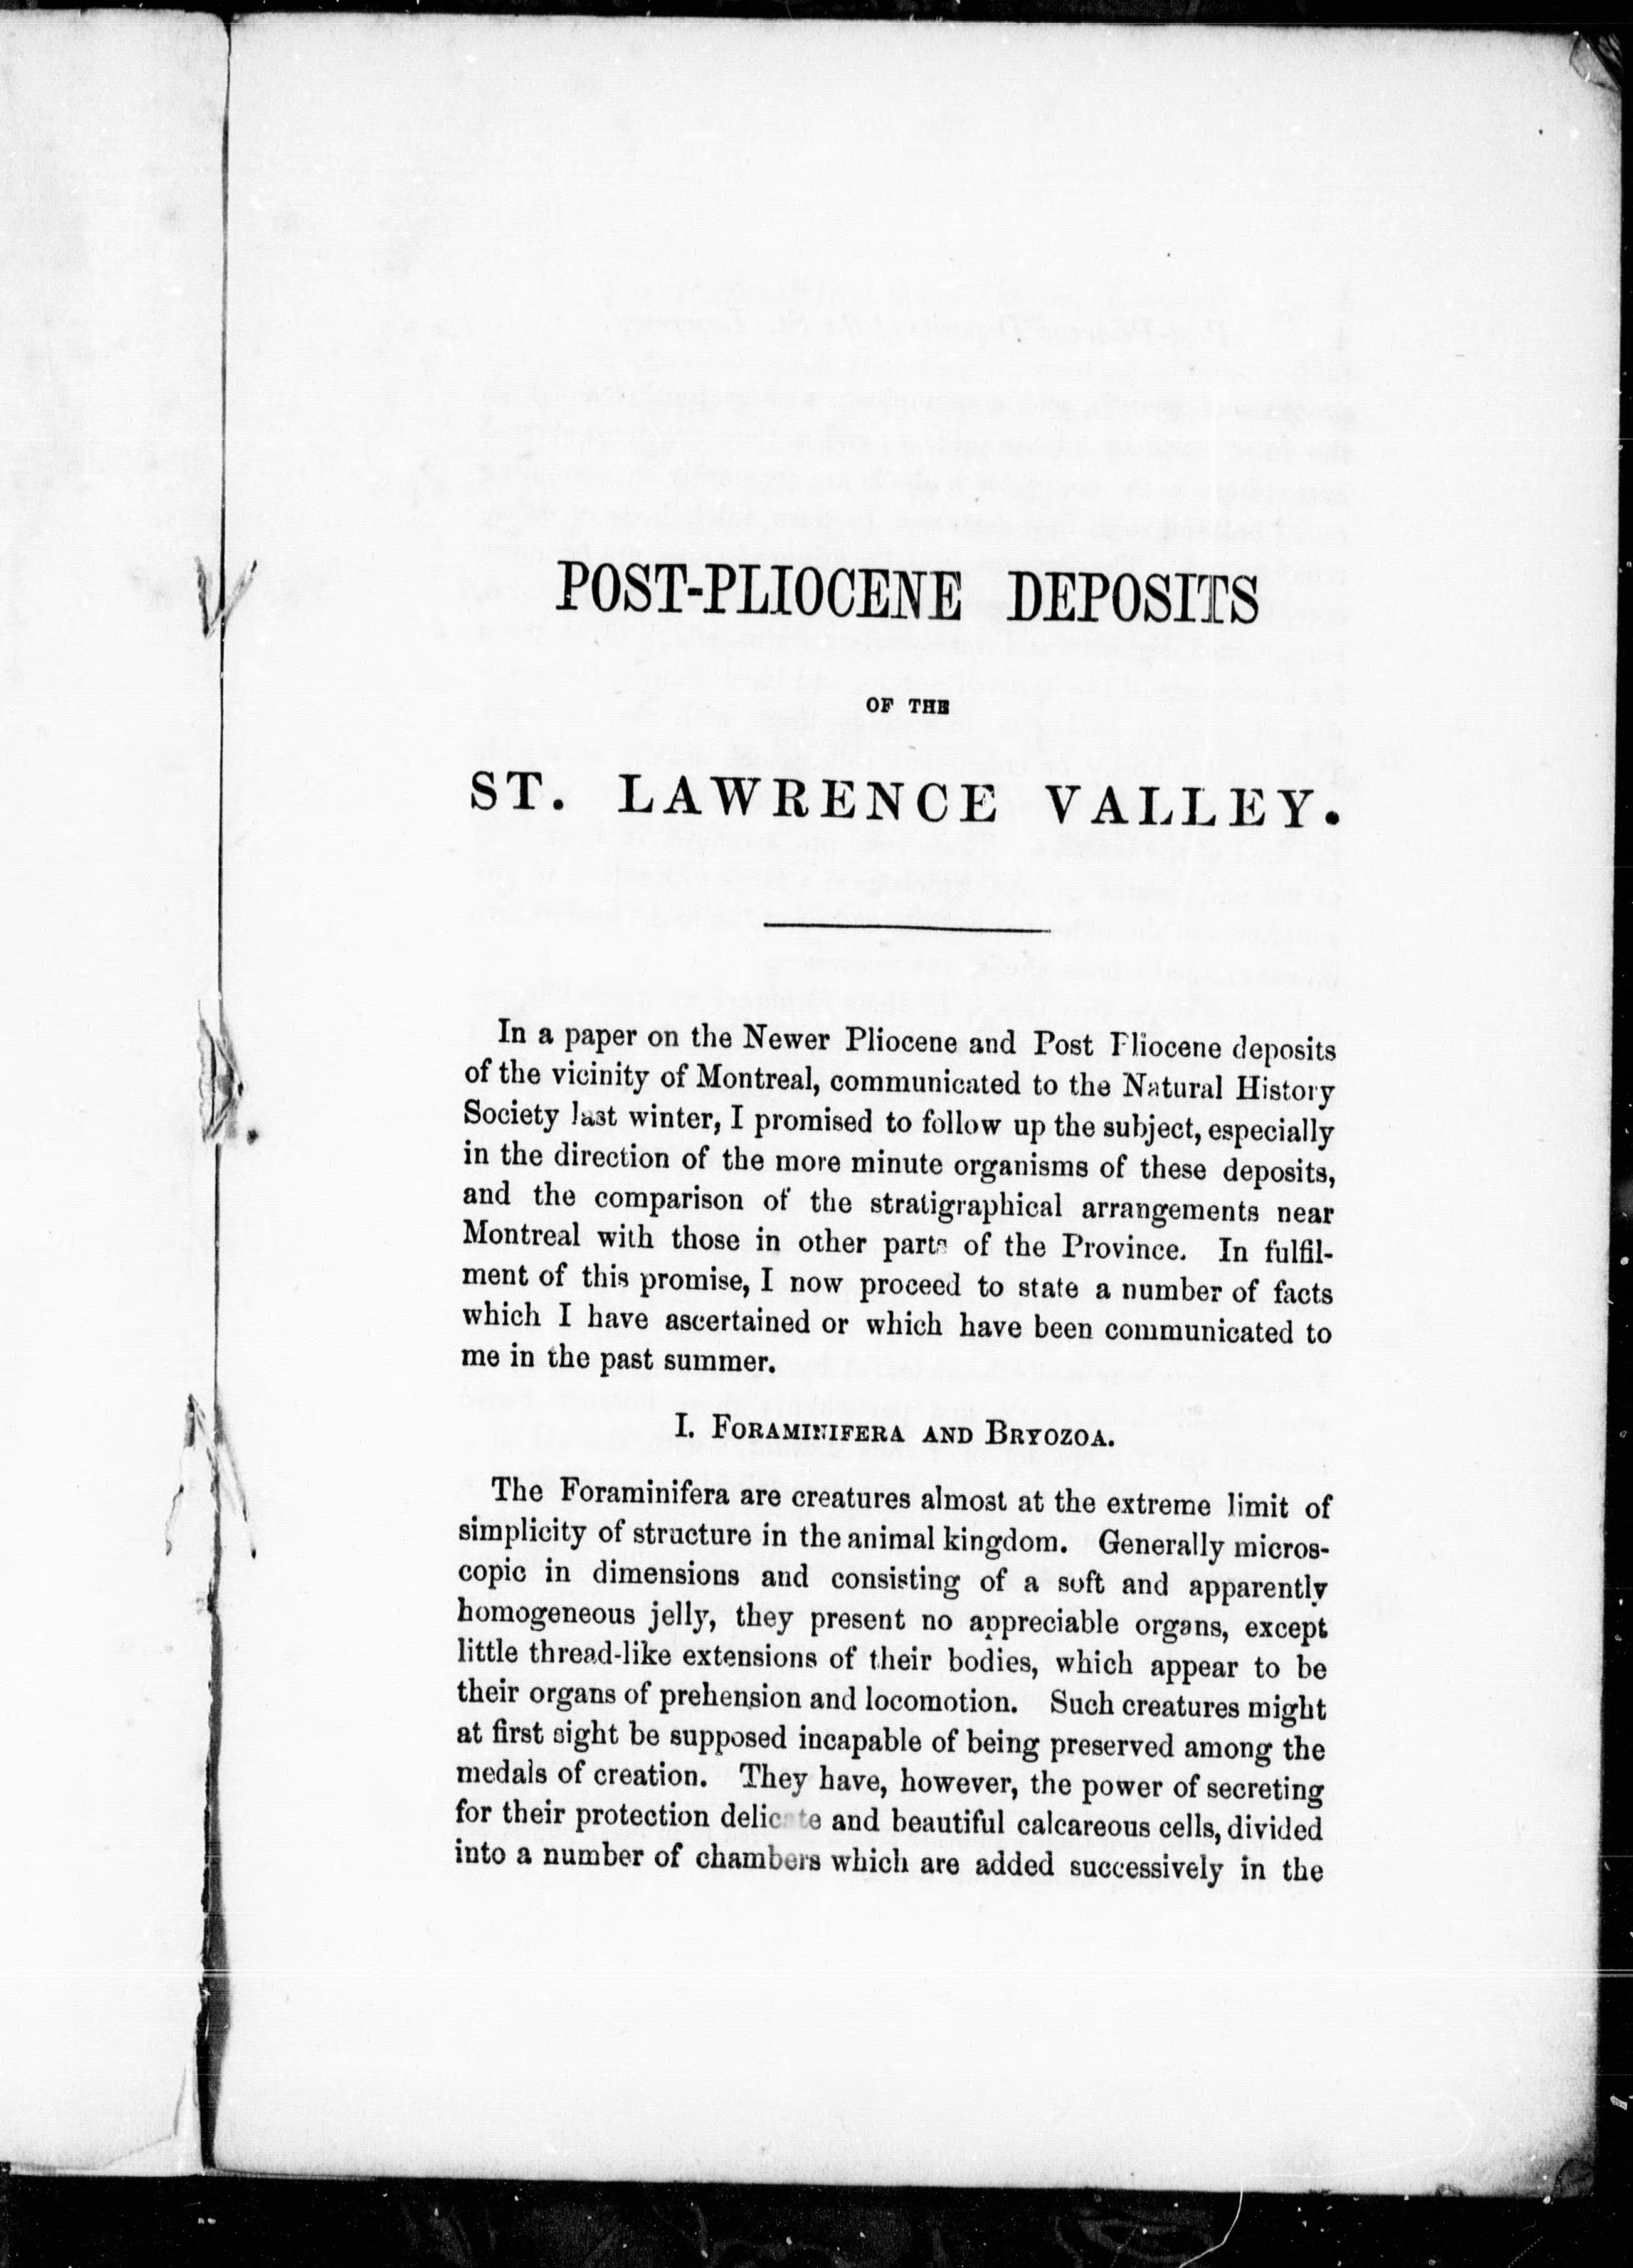 POST-PLIOCENE DEPOSITS
OF THE
ST. LAWRENCE VALLEY.
In a paper on the Newer Pliocene and Post Pliocene deposits
of the vicinity of Montreal, communicated to the Natural History
Society last winter, I promised to follow up the subject, especially
in the direction of the more minute organisms of these deposits,
and the comparison of the stratigraphical arrangements near
Montreal with those in other parts of the Province. In fulfil-
ment of this promise, I now proceed to state a number of facts
which I have ascertained or which have been communicated to
me in the past summer.
I. FORAMINIFERA AND BRYOZOA.
The Foraminifera are creatures almost at the extreme limit of
simplicity of structure in the animal kingdom. Generally micros-
copic in dimensions and consisting of a soft and apparently
homogeneous jelly, they present no appreciable organs, except
little thread-like extensions of their bodies, which appear to be
their organs of prehension and locomotion. Such creatures might
at first sight be supposed incapable of being preserved among the
medals of creation. They have, however, the power of secreting
for their protection delicate and beautiful calcareous cells, divided
into a number of chambers which are added successively in the